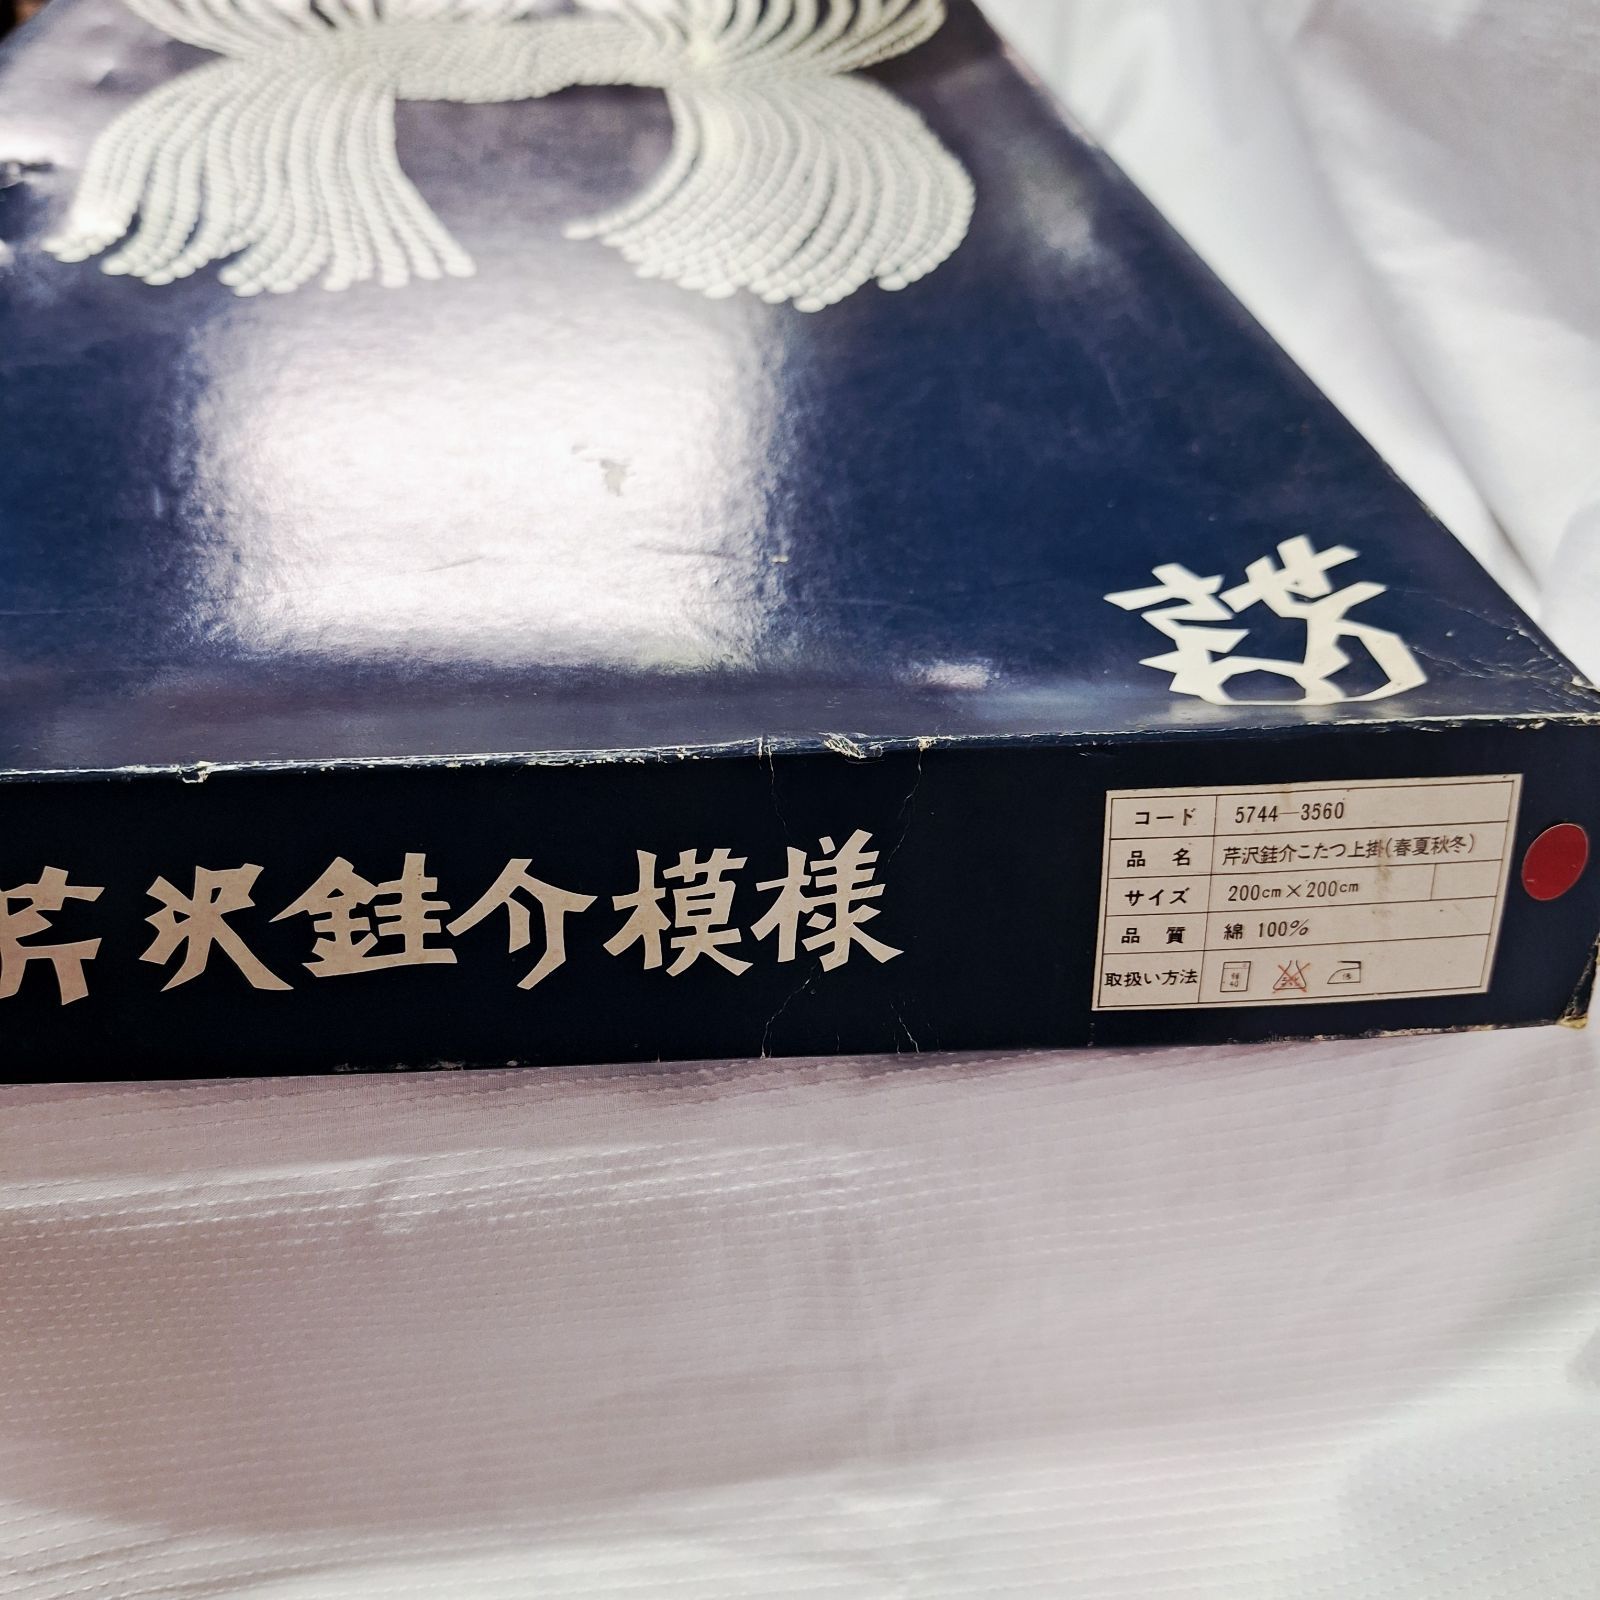 芹沢銈介模様
コード 5744-3560
品名 芹沢銈介こたつ上掛(春夏秋冬)
サイズ 200cm×200cm
品質 綿 100%
取扱い方法